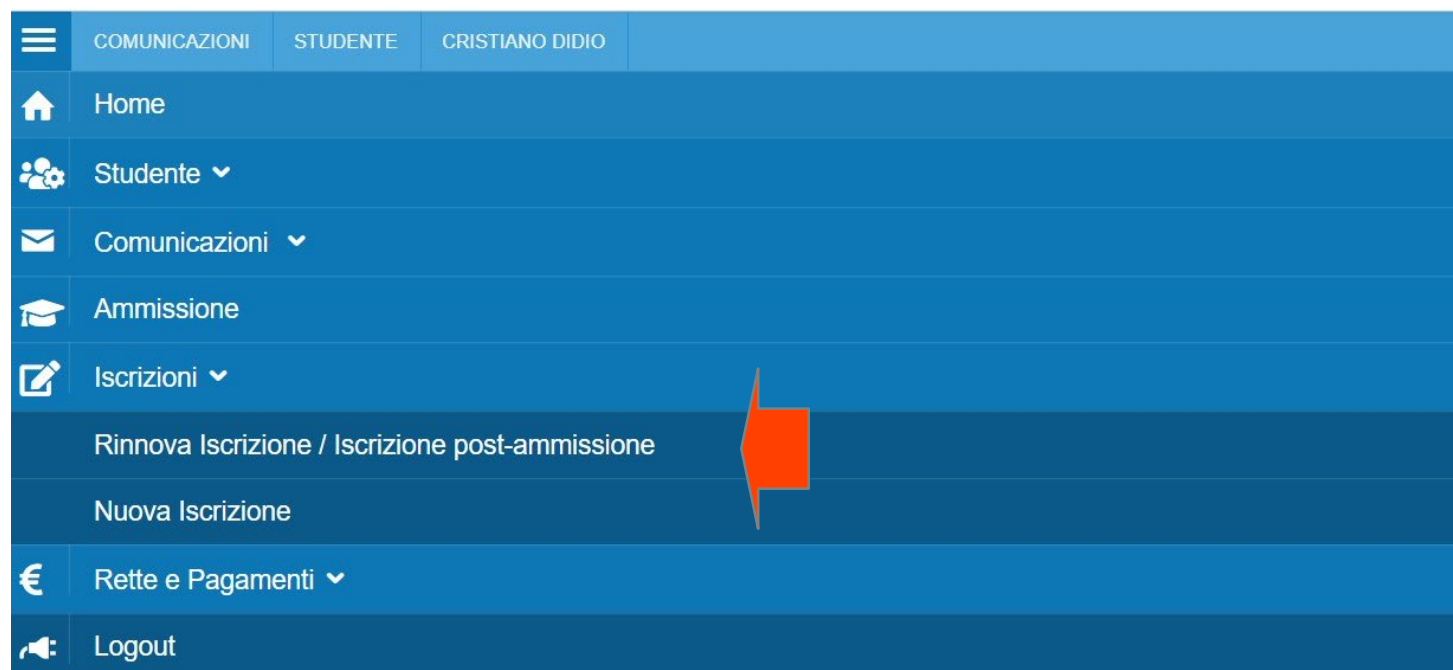 COMUNICAZIONI STUDENTE CRISTIANO DIDIO
Home
Studente
Comunicazioni
Ammissione
Iscrizioni
Rinnova Iscrizione / Iscrizione post-ammissione
Nuova Iscrizione
€ Rette e Pagamenti
Logout